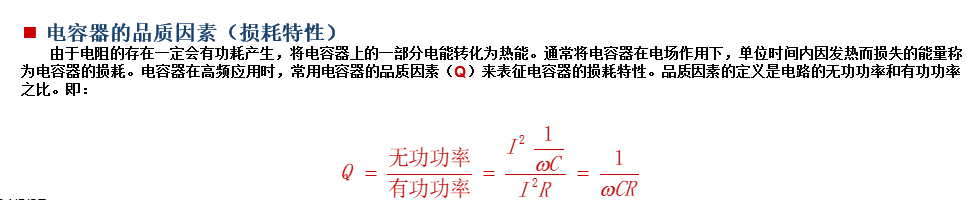 ■ 电容器的品质因素（损耗特性）
由于电阻的存在一定会有功耗产生，将电容器上的一部分电能转化为热能。通常将电容器在电场作用下，单位时间内因发热而损失的能量称
为电容器的损耗。电容器在高频应用时，常用电容器的品质因素（Q）来表征电容器的损耗特性。品质因素的定义是电路的无功功率和有功功率
之比。即：
Q = 无功功率/有功功率 = I² 1/ωC / I²R = 1/ωCR